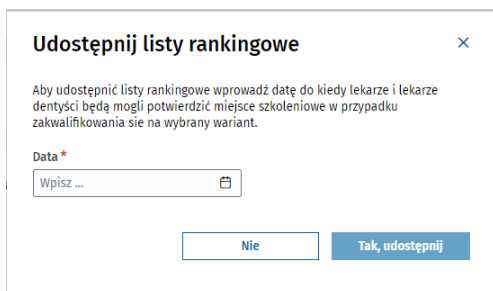 Udostępnij listy rankingowe
Aby udostępnić listy rankingowe wprowadź datę do kiedy lekarze i lekarze
dentyści będą mogli potwierdzić miejsce szkoleniowe w przypadku
zakwalifikowania sie na wybrany wariant.
Data *
Wpisz ...
Nie
Tak, udostępnij